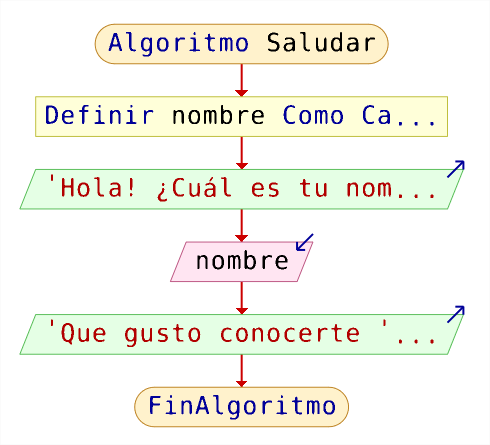 Algoritmo Saludar
Definir nombre Como Ca...
'Hola! ¿Cuál es tu nom...
nombre
'Que gusto conocerte '...
FinAlgoritmo